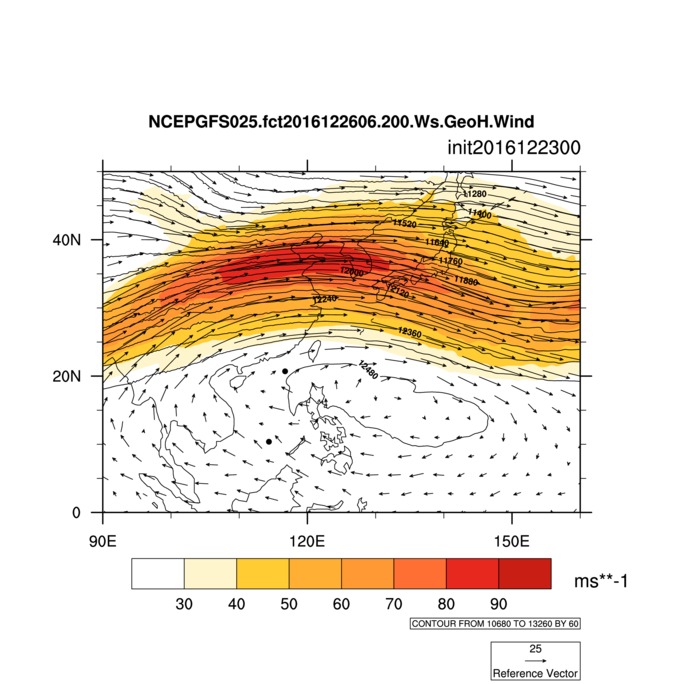 NCEPGFS025.fct2016122606.200.Ws.GeoH.Wind
init2016122300
11280
11400
11520
40N
11640
11760
12000
11880
12120
12240
12360
20N
12480
0
90E 120E 150E
ms**-1
30 40 50 60 70 80 90
CONTOUR FROM 10680 TO 13260 BY 60
25
Reference Vector